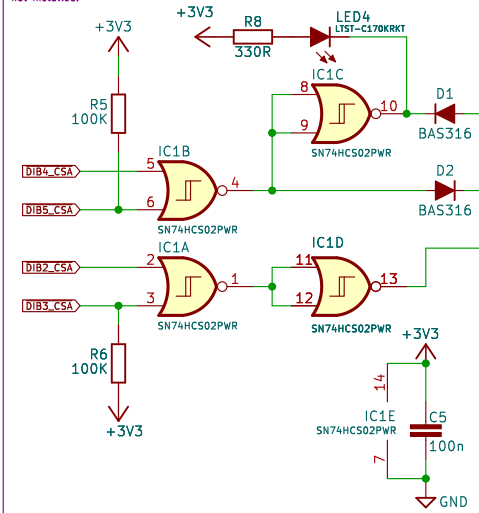 +3V3
LED4
LTST-C170KRKT
R8
330R
+3V3
R5
100K
IC1C
8
9
10
SN74HCS02PWR
D1
BAS316
IC1B
DIB4_CSA
5
DIB5_CSA
6
4
SN74HCS02PWR
D2
BAS316
IC1A
DIB2_CSA
2
DIB3_CSA
3
1
SN74HCS02PWR
IC1D
11
12
13
SN74HCS02PWR
R6
100K
+3V3
+3V3
14
IC1E
SN74HCS02PWR
7
C5
100n
GND